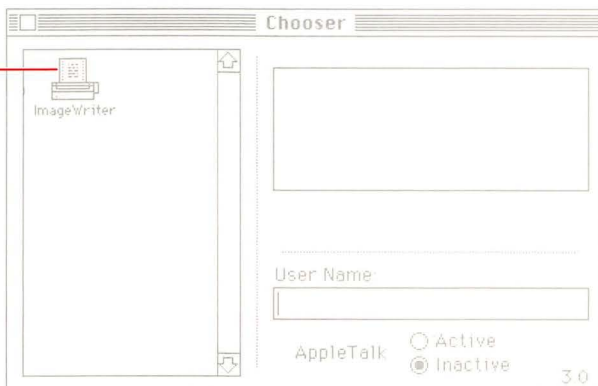 Chooser
ImageWriter
User Name
AppleTalk
Active
Inactive
3.0